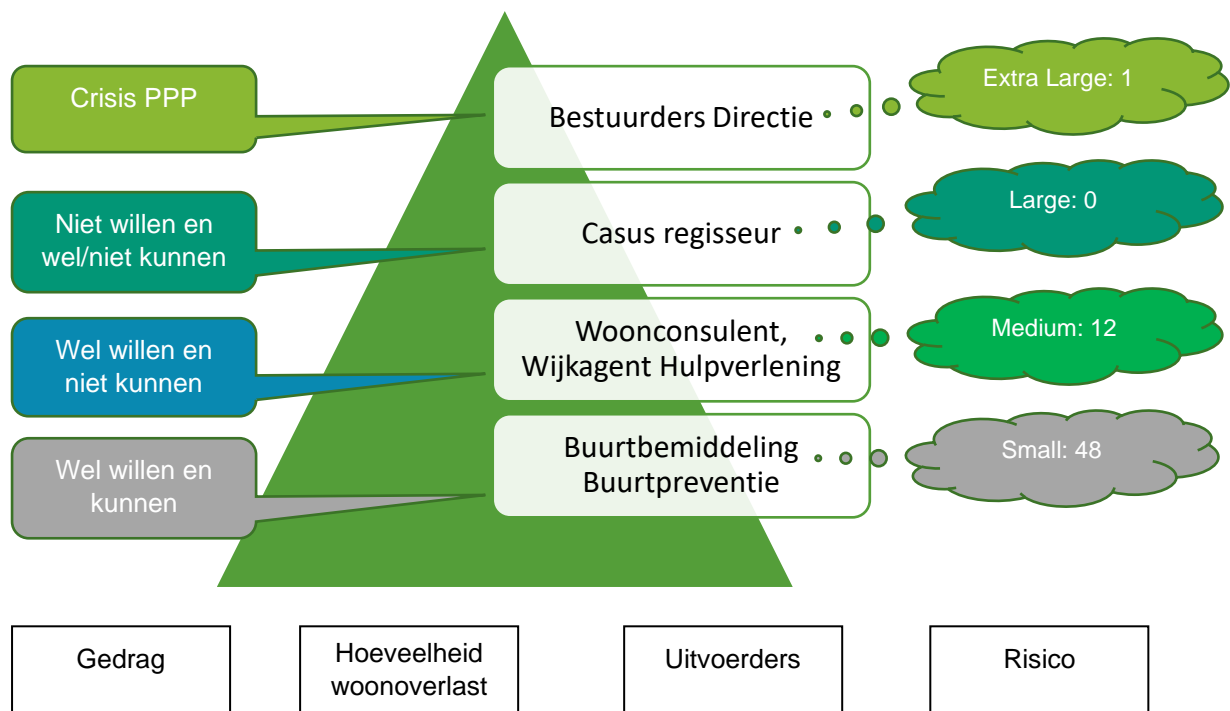 Crisis PPP
Bestuurders Directie
Extra Large: 1
Niet willen en
wel/niet kunnen
Casus regisseur
Large: 0
Wel willen en
niet kunnen
Woonconsulent,
Wijkagent Hulpverlening
Medium: 12
Wel willen en
kunnen
Buurtbemiddeling
Buurtpreventie
Small: 48
Gedrag
Hoeveelheid
woonoverlast
Uitvoerders
Risico